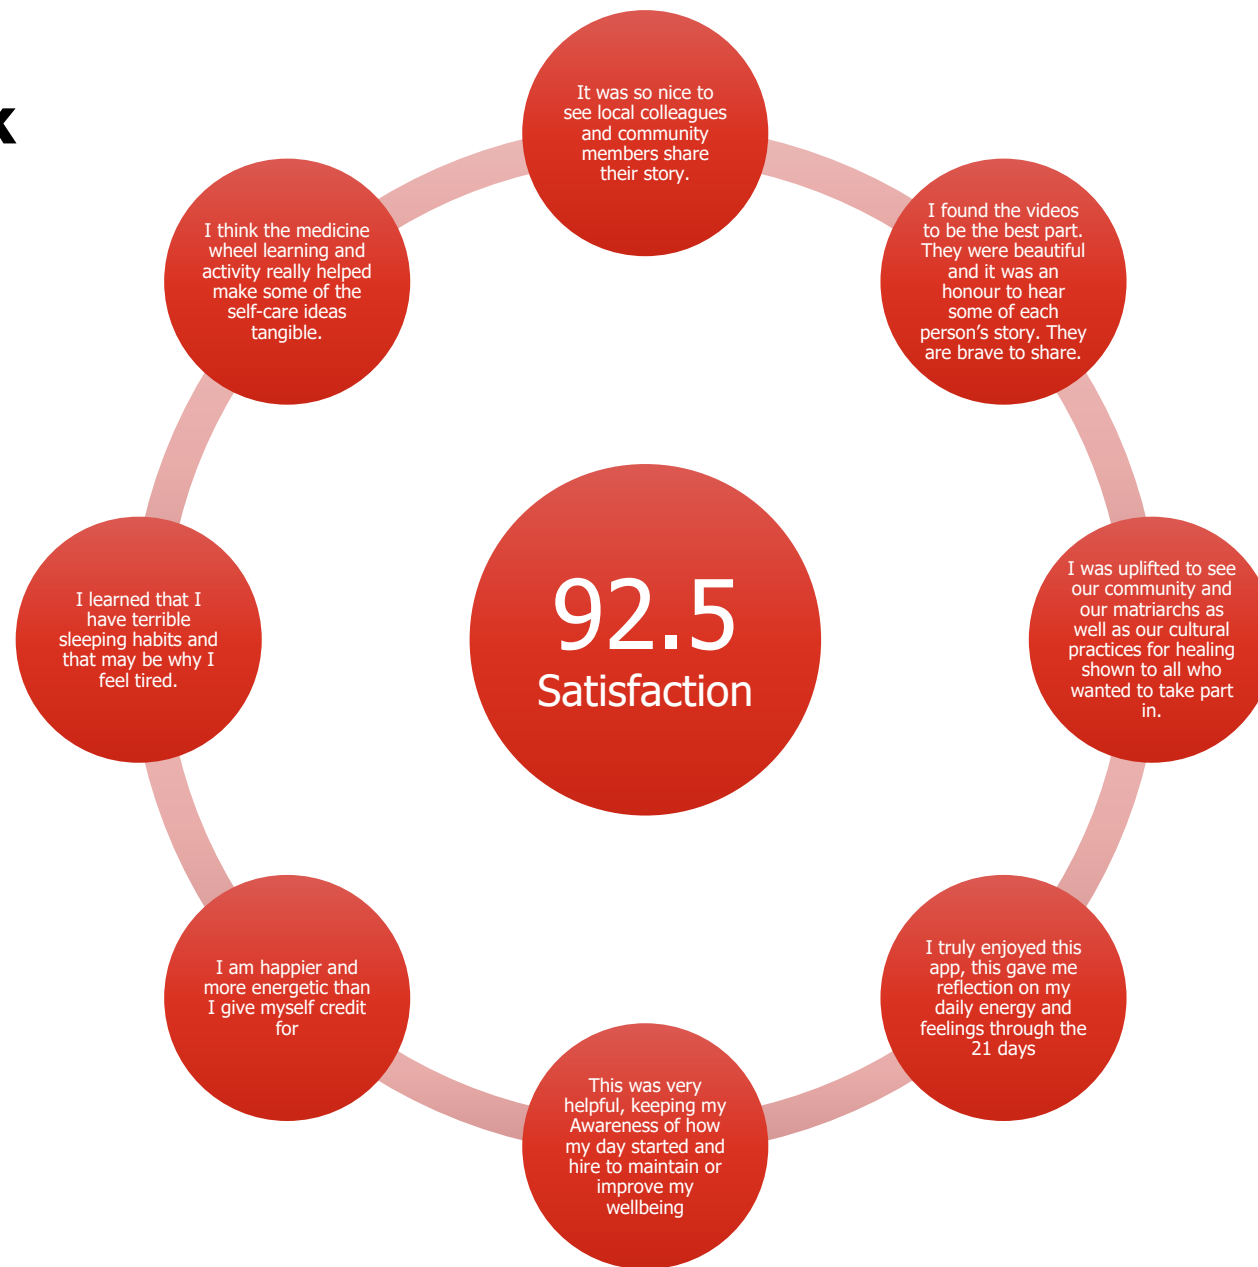 k
It was so nice to
see local colleagues
and community
members share
their story.
I found the videos
to be the best part.
They were beautiful
and it was an
honour to hear
some of each
person’s story. They
are brave to share.
I was uplifted to see
our community and
our matriarchs as
well as our cultural
practices for healing
shown to all who
wanted to take part
in.
I truly enjoyed this
app, this gave me
reflection on my
daily energy and
feelings through the
21 days
This was very
helpful, keeping my
Awareness of how
my day started and
hire to maintain or
improve my
wellbeing
I am happier and
more energetic than
I give myself credit
for
I learned that I
have terrible
sleeping habits and
that may be why I
feel tired.
I think the medicine
wheel learning and
activity really helped
make some of the
self-care ideas
tangible.
92.5
Satisfaction